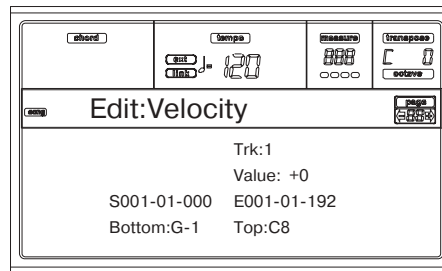 chord tempo measure transpose
ext
link
♩= 120 888 C 0
octave
song Edit:Velocity page
88
Trk:1
Value: +0
S001-01-000 E001-01-192
Bottom:G-1 Top:C8